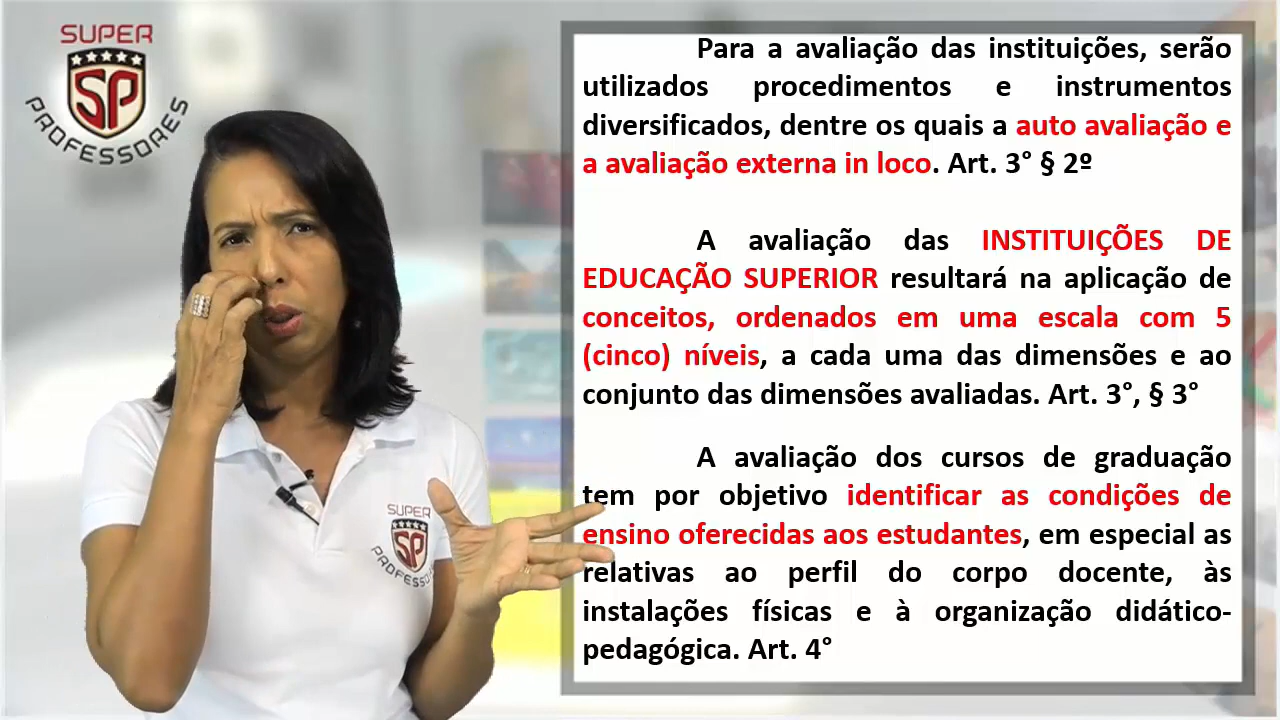 SUPER
SP
PROFESSORES
Para a avaliação das instituições, serão
utilizados procedimentos e instrumentos
diversificados, dentre os quais a auto avaliação e
a avaliação externa in loco. Art. 3° § 2º
A avaliação das INSTITUIÇÕES DE
EDUCAÇÃO SUPERIOR resultará na aplicação de
conceitos, ordenados em uma escala com 5
(cinco) níveis, a cada uma das dimensões e ao
conjunto das dimensões avaliadas. Art. 3°, § 3°
A avaliação dos cursos de graduação
tem por objetivo identificar as condições de
ensino oferecidas aos estudantes, em especial as
relativas ao perfil do corpo docente, às
instalações físicas e à organização didático-
pedagógica. Art. 4°
SUPER
SP
PROFESSORES